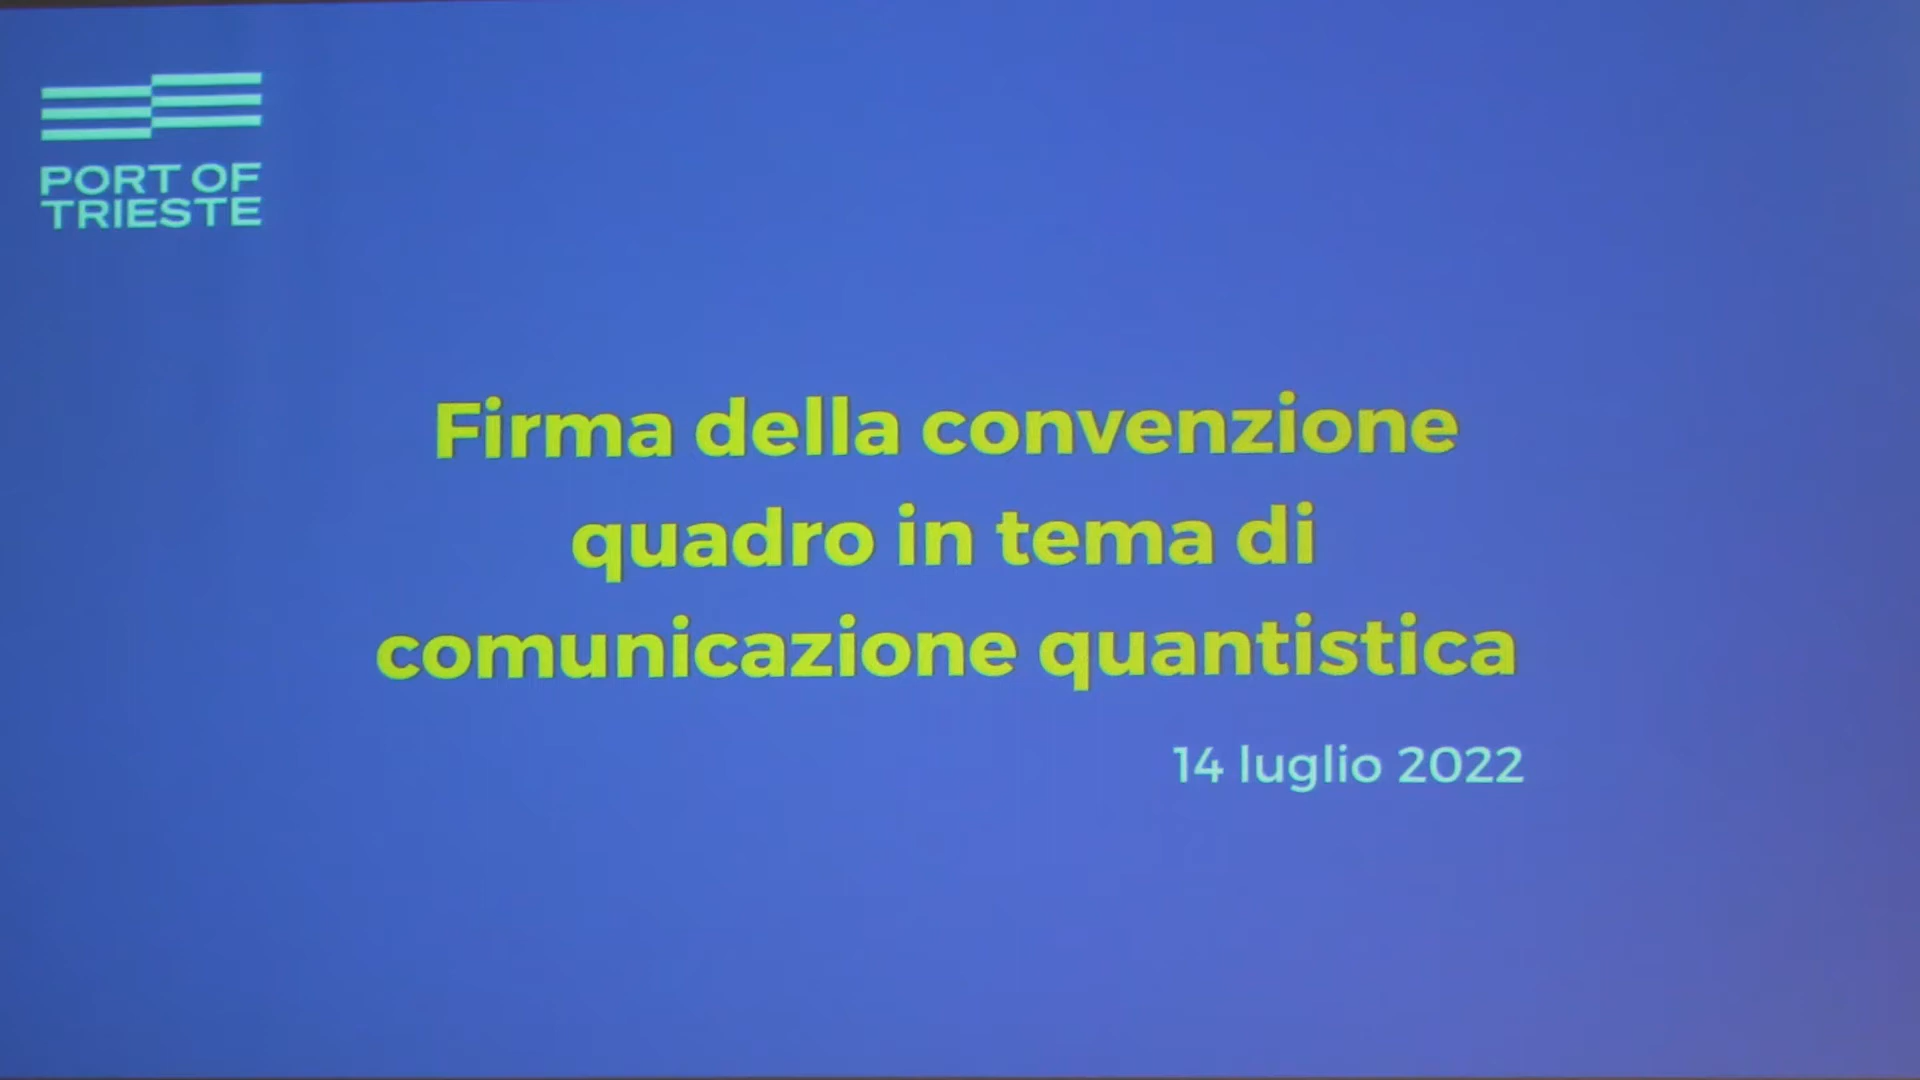 PORT OF
TRIESTE
Firma della convenzione
quadro in tema di
comunicazione quantistica
14 luglio 2022